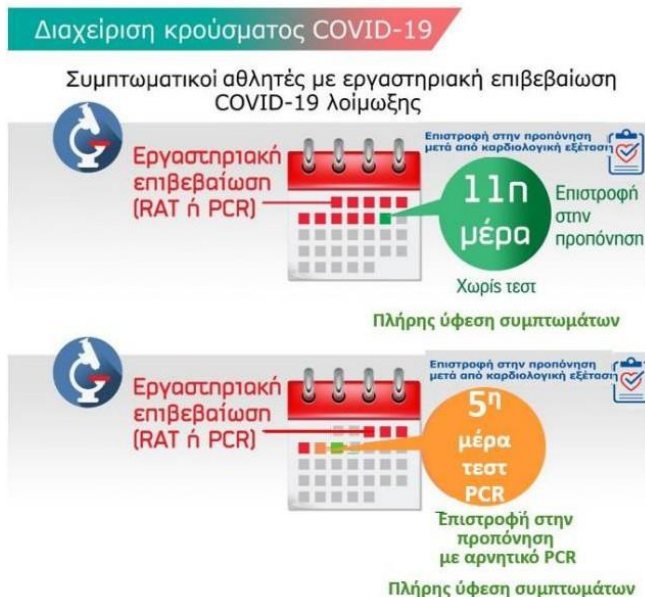 Διαχείριση κρούσματος COVID-19
Συμπτωματικοί αθλητές με εργαστηριακή επιβεβαίωση
COVID-19 λοίμωξης
Εργαστηριακή
επιβεβαίωση
(RAT ή PCR)
Επιστροφή στην προπόνηση
μετά από καρδιολογική εξέταση
11η
μέρα
Επιστροφή
στην
προπόνηση
Χωρίs τεστ
Πλήρης ύφεση συμπτωμάτων
Εργαστηριακή
επιβεβαίωση
(RAT ή PCR)
Επιστροφή στην προπόνηση
μετά από καρδιολογική εξέταση
5η
μέρα
τεστ
PCR
Επιστροφή στην
προπόνηση
με αρνητικό PCR
Πλήρης ύφεση συμπτωμάτων